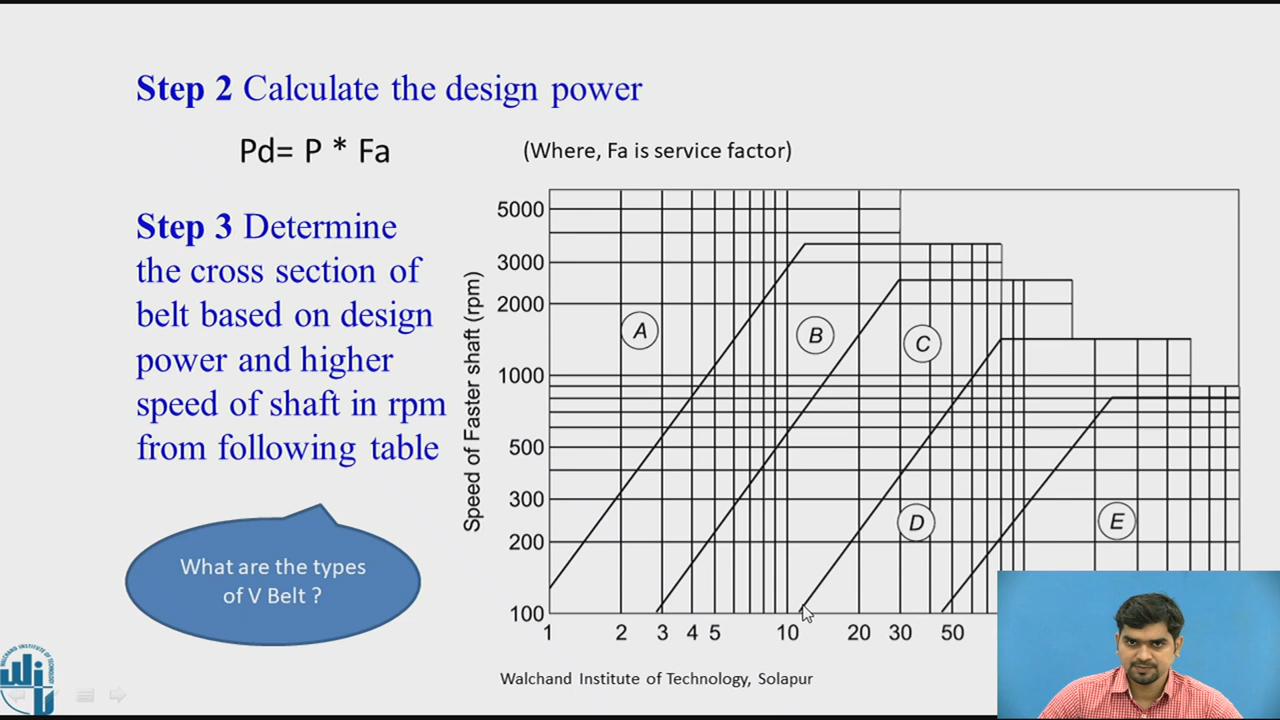 Step 2 Calculate the design power
Pd= P * Fa
(Where, Fa is service factor)
Step 3 Determine
the cross section of
belt based on design
power and higher
speed of shaft in rpm
from following table
What are the types
of V Belt ?
Speed of Faster shaft (rpm)
5000
3000
2000
1000
500
300
200
100
A
B
C
D
E
1 2 3 4 5 10 20 30 50
Walchand Institute of Technology, Solapur